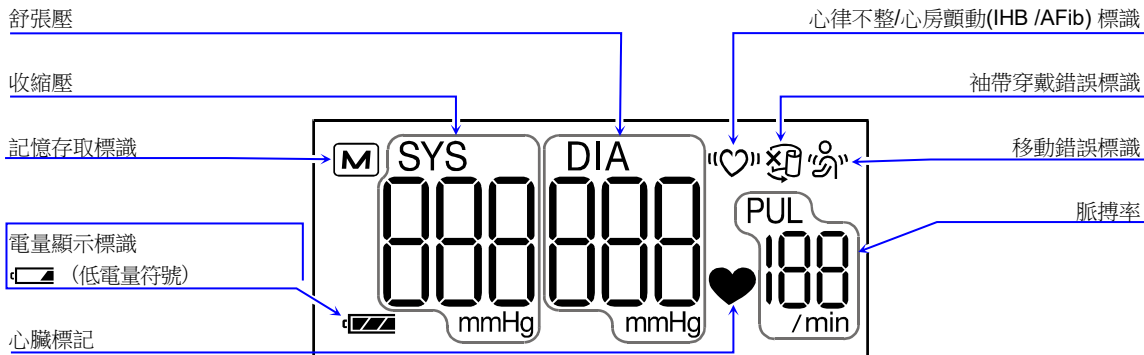 舒張壓
心律不整/心房顫動(IHB /AFib) 標識
收縮壓
袖帶穿戴錯誤標識
記憶存取標識
移動錯誤標識
M
SYS
DIA
PUL
脈搏率
888
888
188
電量顯示標識
(低電量符號)
mmHg
mmHg
/min
心臟標記